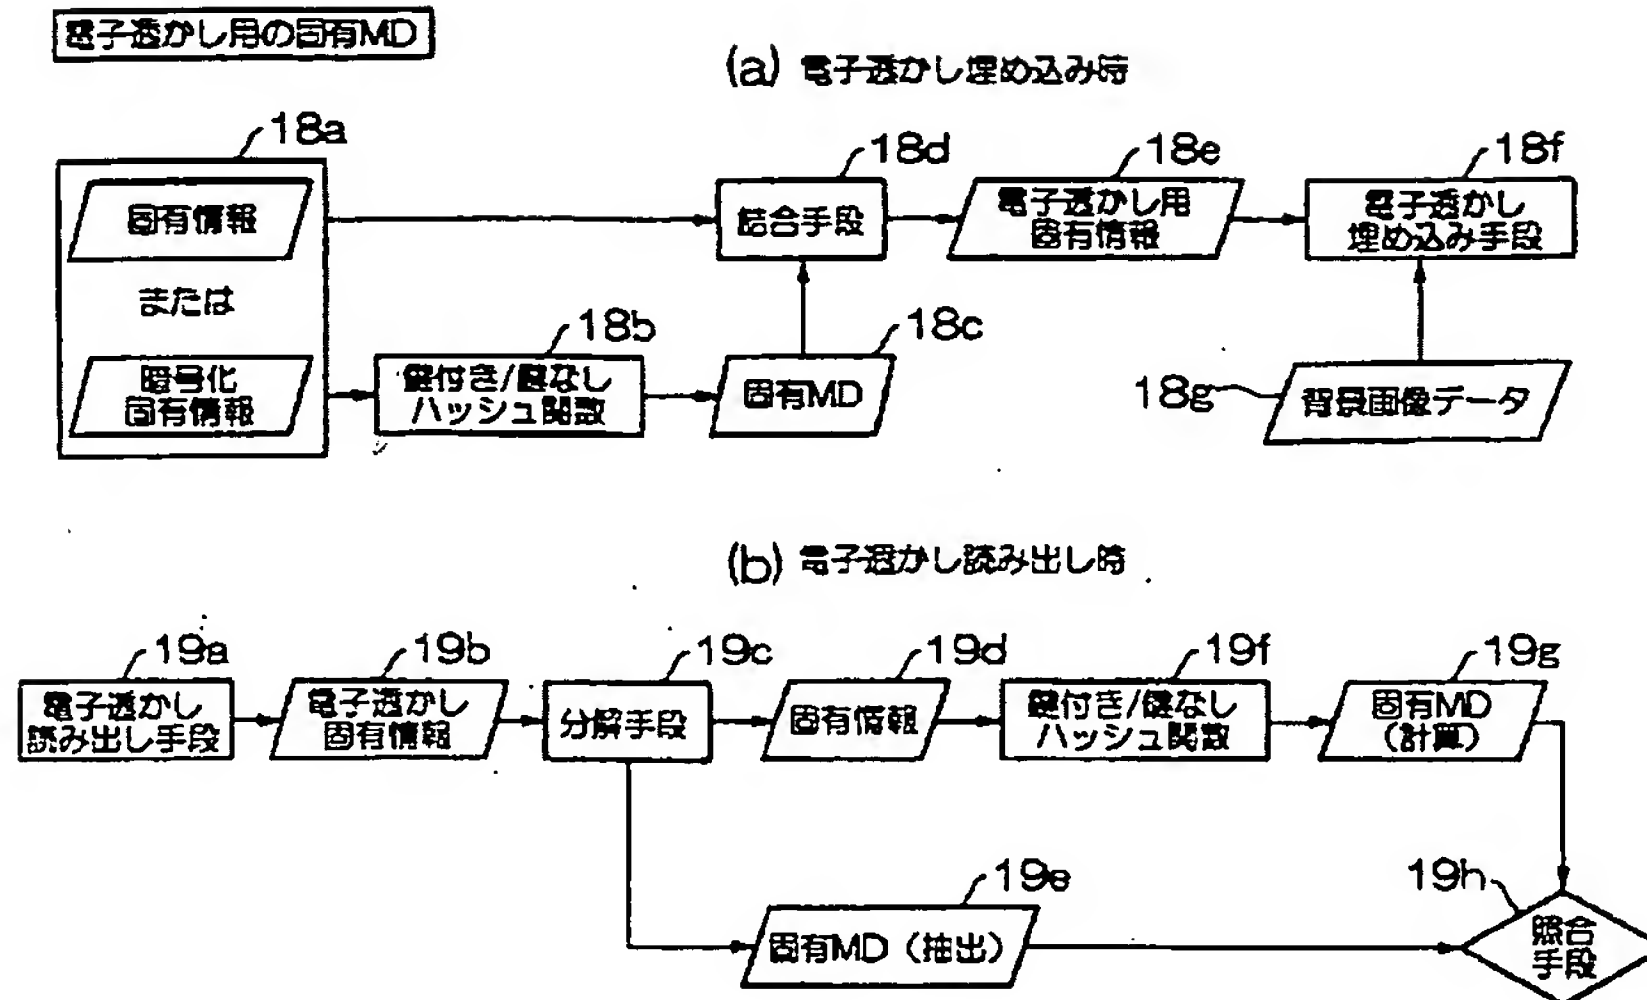 電子透かし用の固有MD
(a) 電子透かし埋め込み時
18a
18d
18e
18f
固有情報
結合手段
電子透かし用
固有情報
電子透かし
埋め込み手段
または
18b
18c
暗号化
固有情報
鍵付き/鍵なし
ハッシュ関数
固有MD
18g
背景画像データ
(b) 電子透かし読み出し時
19a
19b
19c
19d
19f
19g
電子透かし
読み出し手段
電子透かし
固有情報
分解手段
固有情報
鍵付き/鍵なし
ハッシュ関数
固有MD
(計算)
19e
19h
固有MD(抽出)
照合
手段